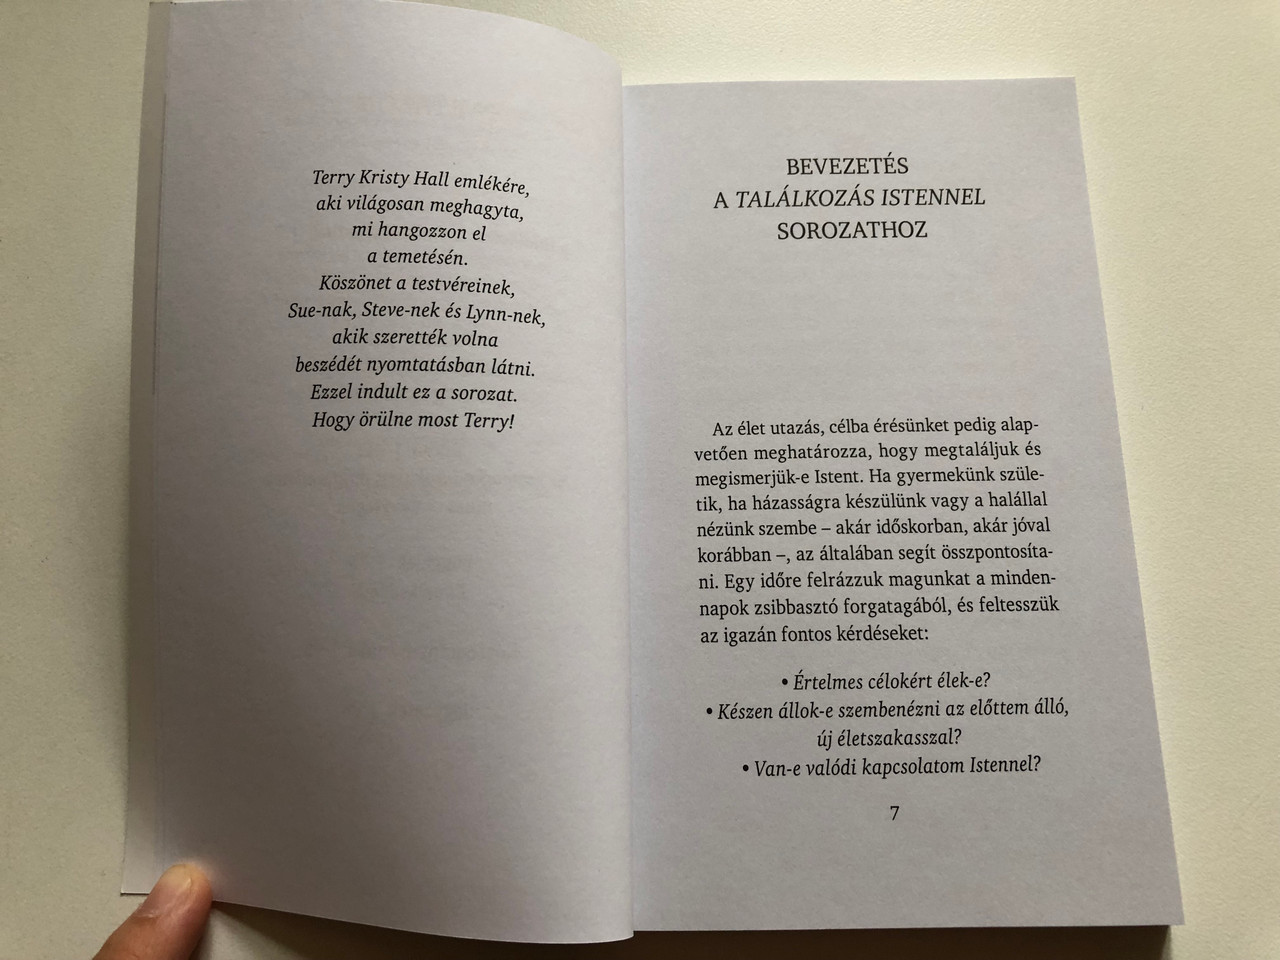 Terry Kristy Hall emlékére,
aki világosan meghagyta,
mi hangozzon el
a temetésén.
Köszönet a testvéreinek,
Sue-nak, Steve-nek és Lynn-nek,
akik szerették volna
beszédét nyomtatásban látni.
Ezzel indult ez a sorozat.
Hogy örülne most Terry!
BEVEZETÉS
A TALÁLKOZÁS ISTENNEL
SOROZATHOZ
Az élet utazás, célba érésünket pedig alap-
vetően meghatározza, hogy megtaláljuk és
megismerjük-e Istent. Ha gyermekünk szüle-
tik, ha házasságra készülünk vagy a halállal
nézünk szembe – akár időskorban, akár jóval
korábban –, az általában segít összpontosíta-
ni. Egy időre felrázzuk magunkat a minden-
napok zsibbasztó forgatagából, és feltesszük
az igazán fontos kérdéseket:
• Értelmes célokért élek-e?
• Készen állok-e szembenézni az előttem álló,
új életszakasszal?
• Van-e valódi kapcsolatom Istennel?
7